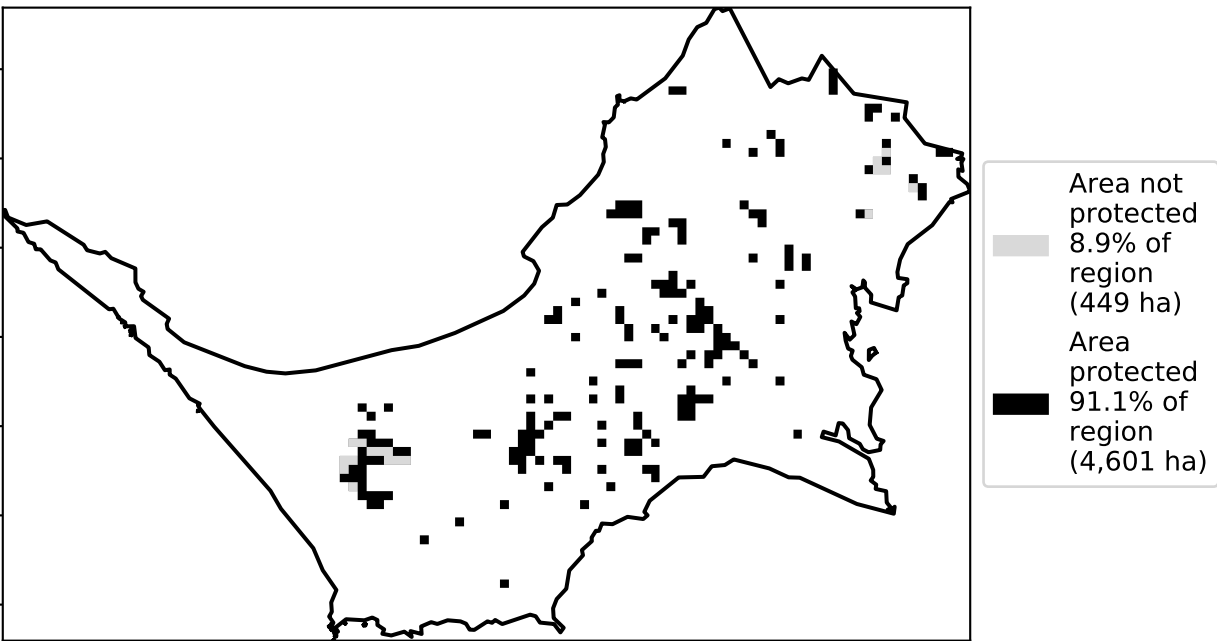 Area not
protected
8.9% of
region
(449 ha)
Area
protected
91.1% of
region
(4,601 ha)